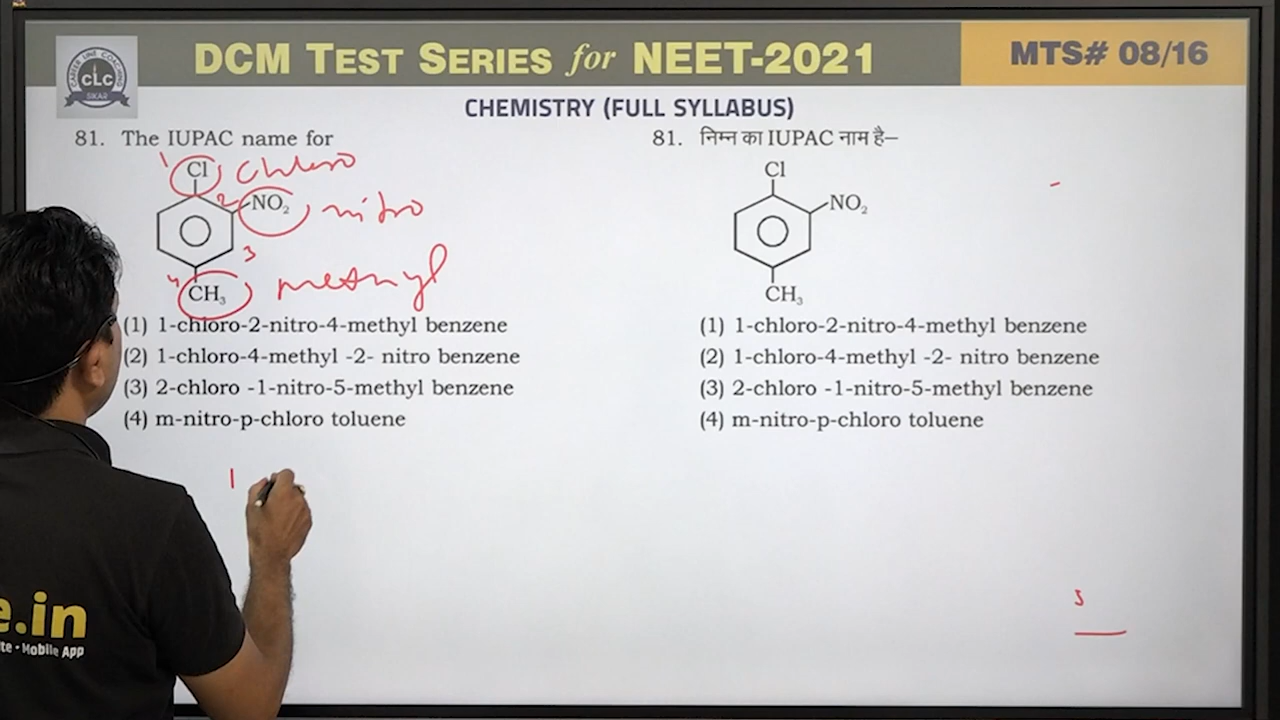 DCM TEST SERIES for NEET-2021
MTS# 08/16
CAREER LINE COACHING
CLC
SIKAR
CHEMISTRY (FULL SYLLABUS)
81. The IUPAC name for
1
Cl
chloro
2
NO₂
nitro
3
4
CH₃
methyl
(1) 1-chloro-2-nitro-4-methyl benzene
(2) 1-chloro-4-methyl -2- nitro benzene
(3) 2-chloro -1-nitro-5-methyl benzene
(4) m-nitro-p-chloro toluene
1
81. निम्न का IUPAC नाम है–
Cl
NO₂
CH₃
(1) 1-chloro-2-nitro-4-methyl benzene
(2) 1-chloro-4-methyl -2- nitro benzene
(3) 2-chloro -1-nitro-5-methyl benzene
(4) m-nitro-p-chloro toluene
e.in
te • Mobile App